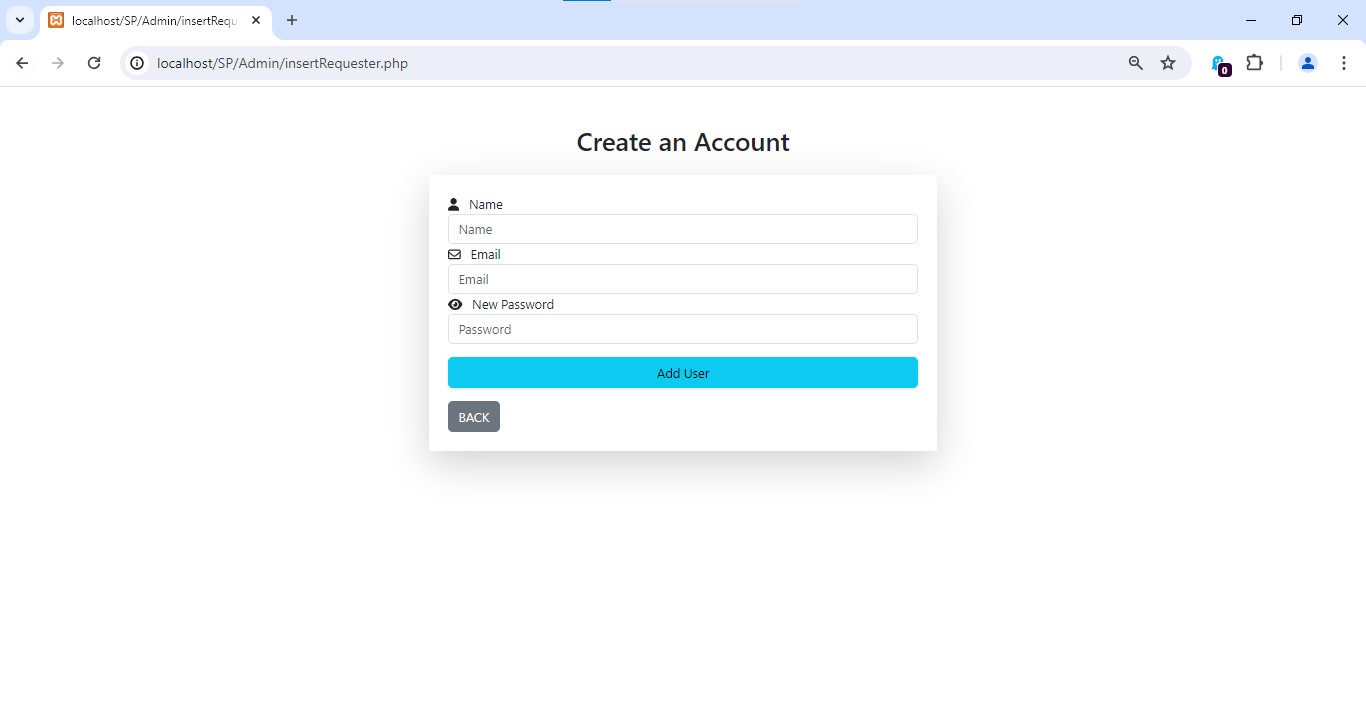 localhost/SP/Admin/insertRequ
localhost/SP/Admin/insertRequester.php
0
Create an Account
Name
Name
Email
Email
New Password
Password
Add User
BACK